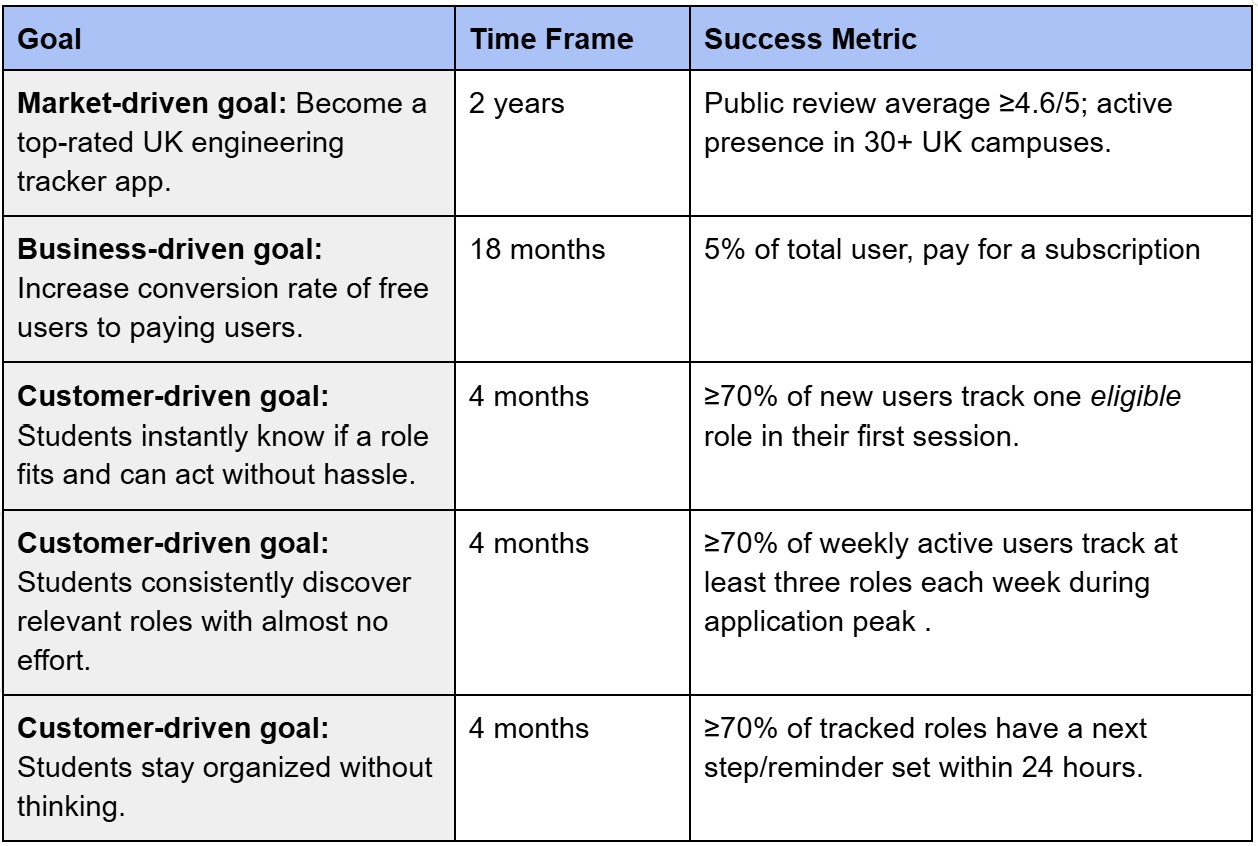 Goal
Time Frame
Success Metric
Market-driven goal: Become a
top-rated UK engineering
tracker app.
2 years
Public review average ≥4.6/5; active
presence in 30+ UK campuses.
Business-driven goal:
Increase conversion rate of free
users to paying users.
18 months
5% of total user, pay for a subscription
Customer-driven goal:
Students instantly know if a role
fits and can act without hassle.
4 months
≥70% of new users track one eligible
role in their first session.
Customer-driven goal:
Students consistently discover
relevant roles with almost no
effort.
4 months
≥70% of weekly active users track at
least three roles each week during
application peak .
Customer-driven goal:
Students stay organized without
thinking.
4 months
≥70% of tracked roles have a next
step/reminder set within 24 hours.